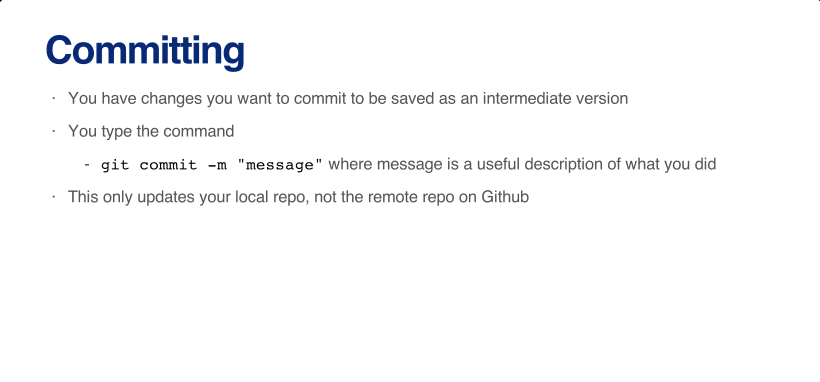 Committing
· You have changes you want to commit to be saved as an intermediate version
· You type the command
- git commit -m "message" where message is a useful description of what you did
· This only updates your local repo, not the remote repo on Github